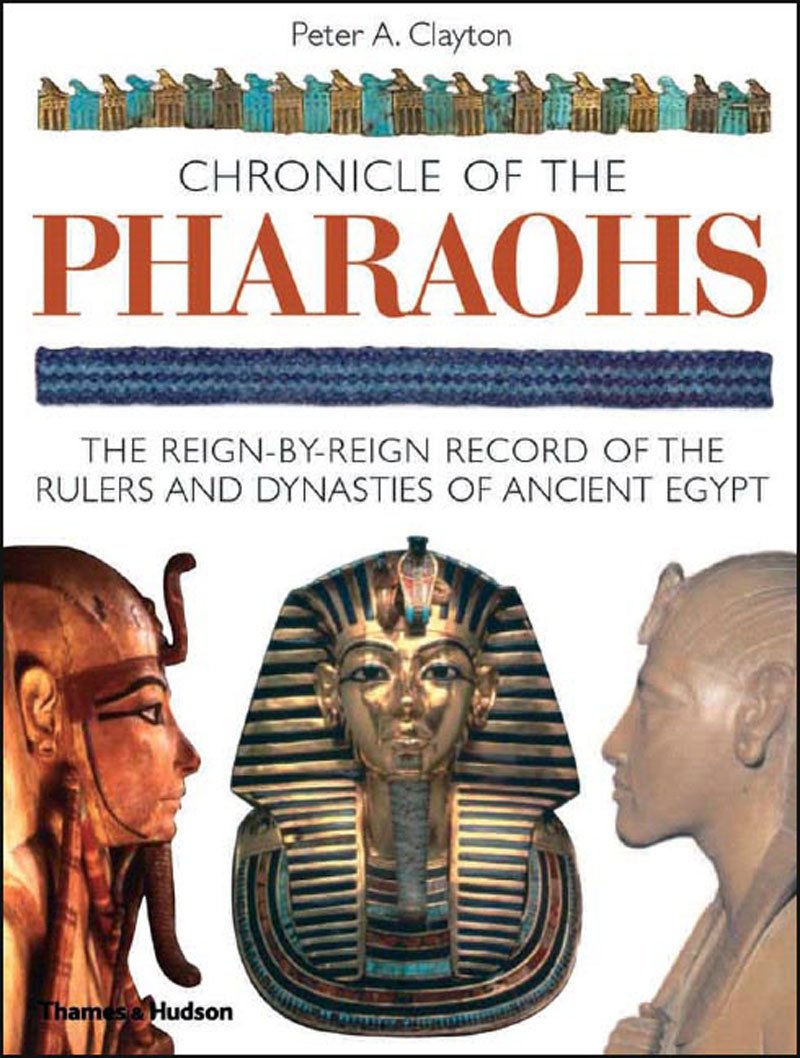 Peter A. Clayton
CHRONICLE OF THE
PHARAOHS
THE REIGN-BY-REIGN RECORD OF THE
RULERS AND DYNASTIES OF ANCIENT EGYPT
Thames & Hudson